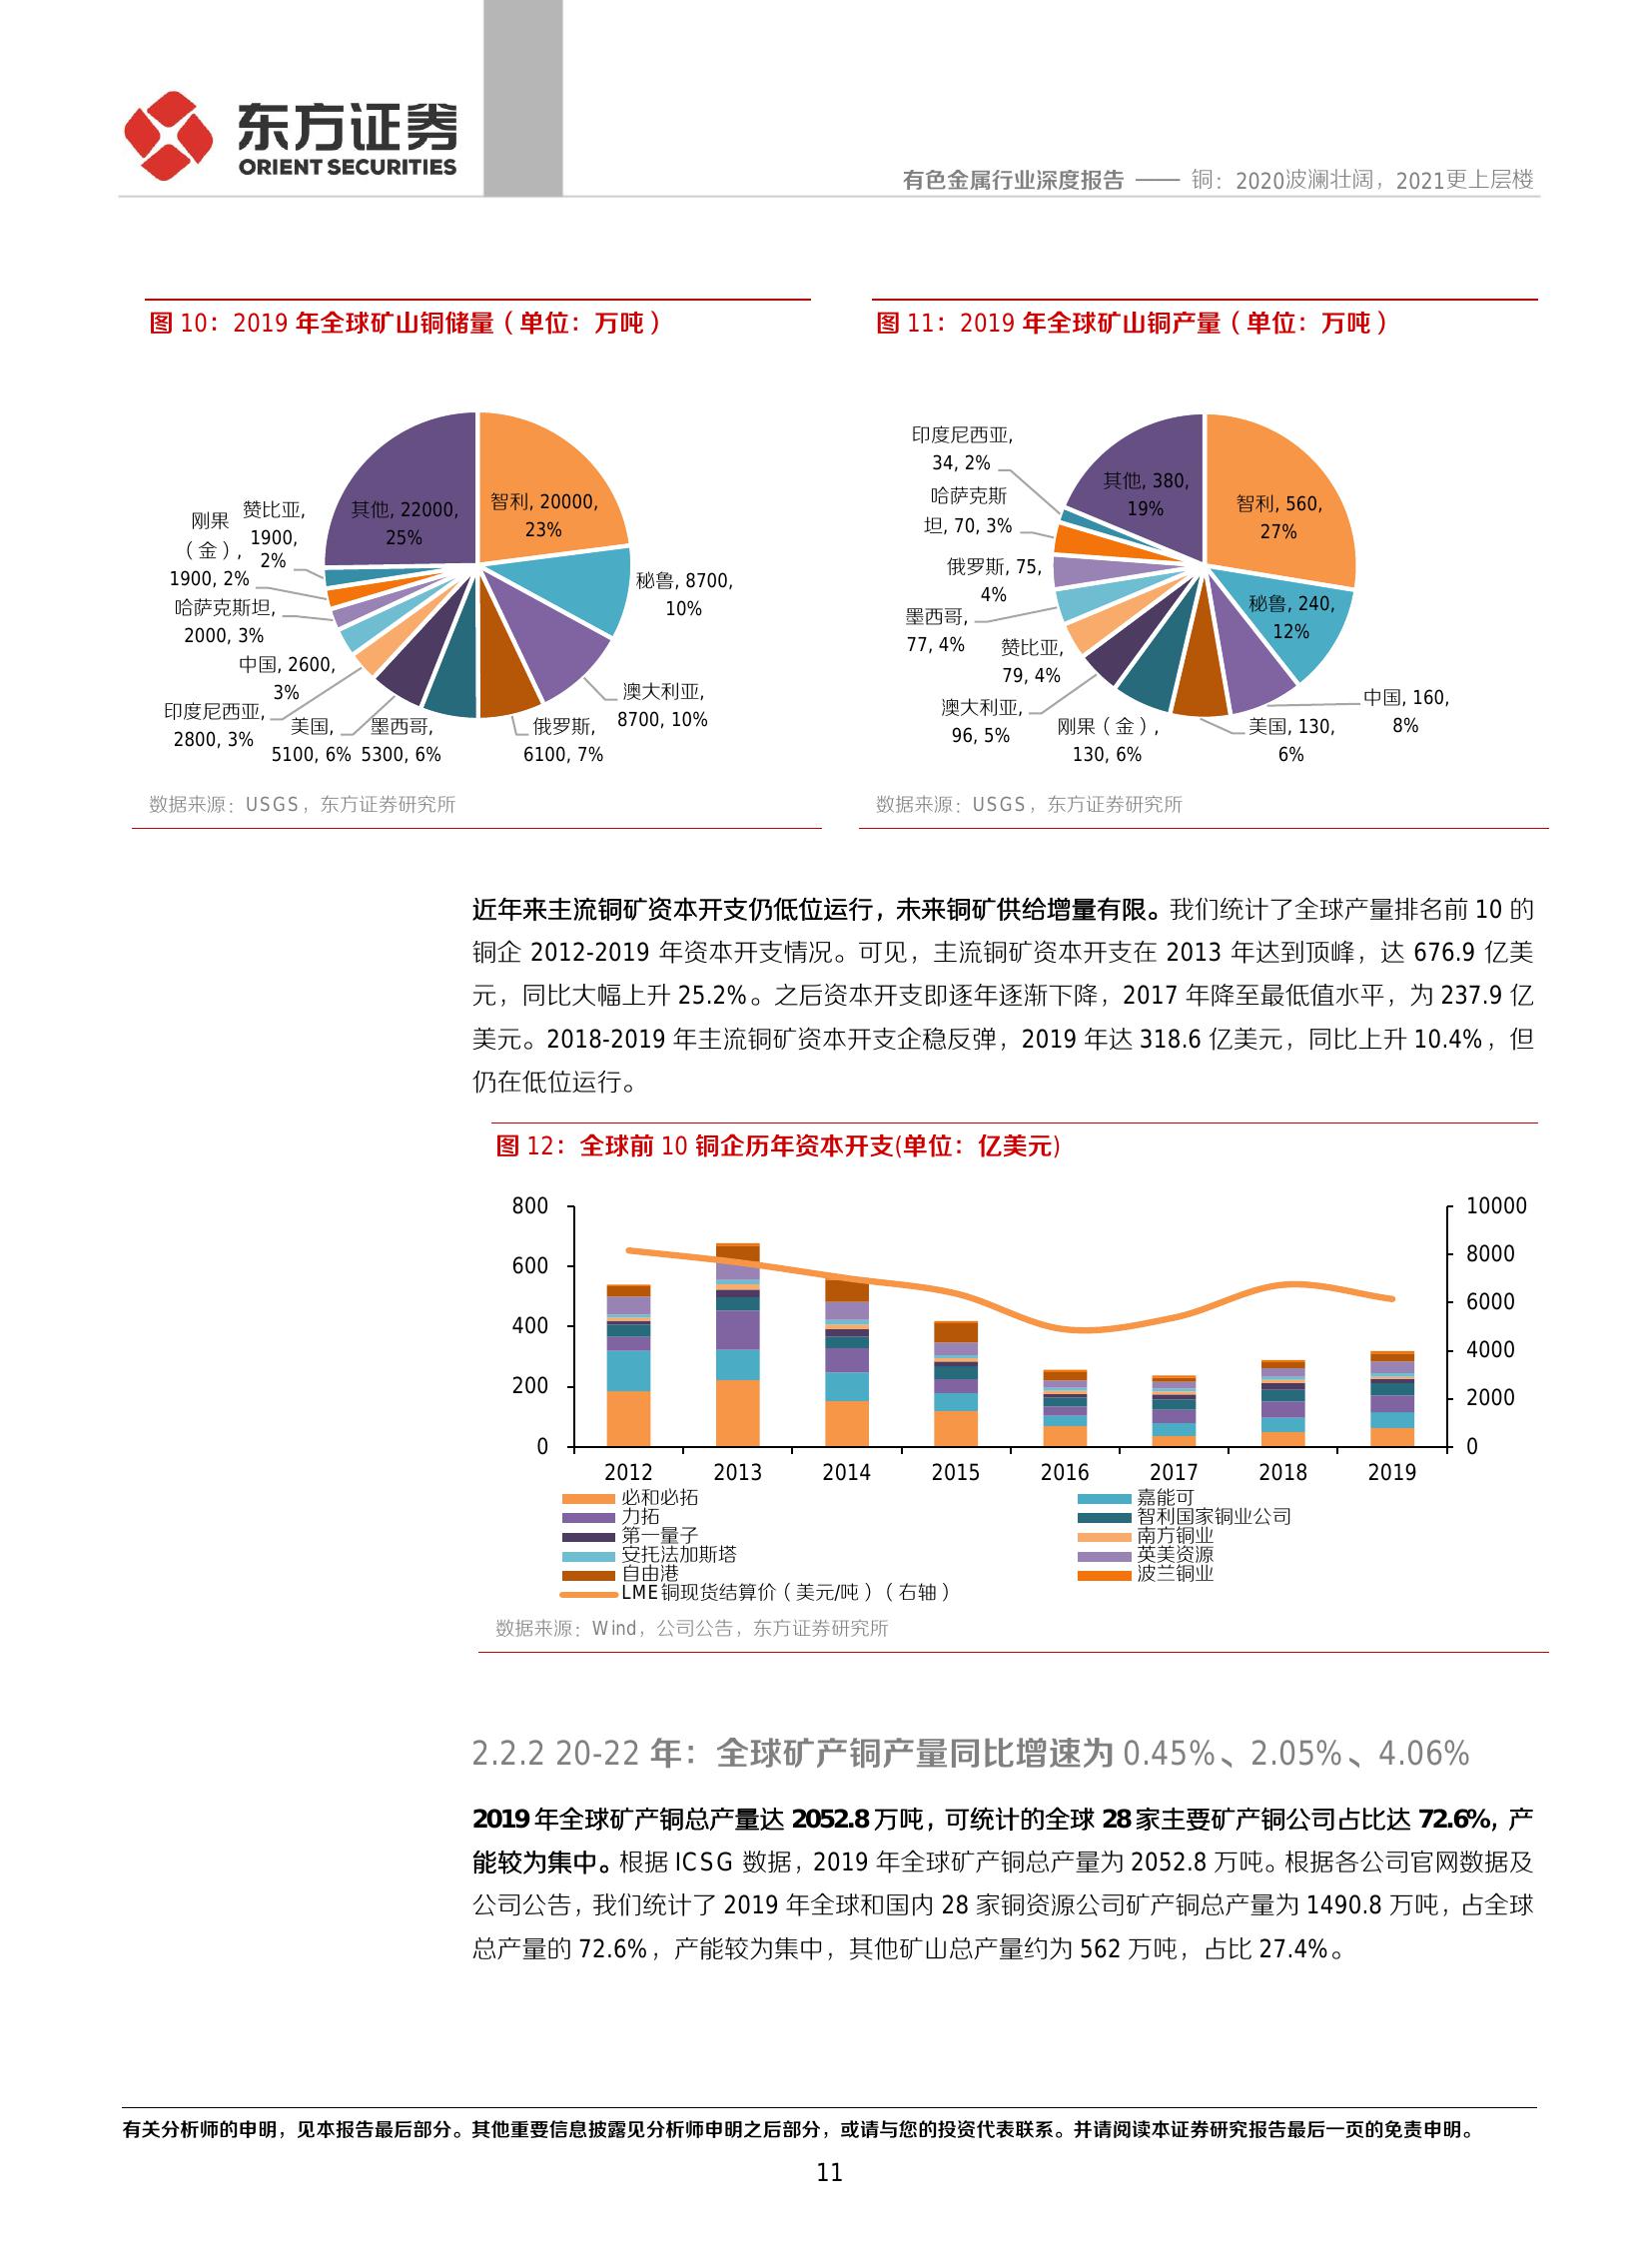 东方证券
ORIENT SECURITIES
有色金属行业深度报告 —— 铜：2020波澜壮阔，2021更上层楼
图 10：2019 年全球矿山铜储量（单位：万吨）
智利, 20000,
23%
秘鲁, 8700,
10%
澳大利亚,
8700, 10%
俄罗斯,
6100, 7%
墨西哥,
5300, 6%
美国,
5100, 6%
印度尼西亚,
2800, 3%
中国, 2600,
3%
哈萨克斯坦,
2000, 3%
刚果
（金）,
1900, 2%
赞比亚,
1900,
2%
其他, 22000,
25%
数据来源：USGS，东方证券研究所
图 11：2019 年全球矿山铜产量（单位：万吨）
智利, 560,
27%
秘鲁, 240,
12%
中国, 160,
8%
美国, 130,
6%
刚果（金）,
130, 6%
澳大利亚,
96, 5%
赞比亚,
79, 4%
墨西哥,
77, 4%
俄罗斯, 75,
4%
哈萨克斯
坦, 70, 3%
印度尼西亚,
34, 2%
其他, 380,
19%
数据来源：USGS，东方证券研究所
近年来主流铜矿资本开支仍低位运行，未来铜矿供给增量有限。我们统计了全球产量排名前 10 的
铜企 2012-2019 年资本开支情况。可见，主流铜矿资本开支在 2013 年达到顶峰，达 676.9 亿美
元，同比大幅上升 25.2%。之后资本开支即逐年逐渐下降，2017 年降至最低值水平，为 237.9 亿
美元。2018-2019 年主流铜矿资本开支企稳反弹，2019 年达 318.6 亿美元，同比上升 10.4%，但
仍在低位运行。
图 12：全球前 10 铜企历年资本开支(单位：亿美元)
800
600
400
200
0
10000
8000
6000
4000
2000
0
2012 2013 2014 2015 2016 2017 2018 2019
必和必拓 嘉能可
力拓 智利国家铜业公司
第一量子 南方铜业
安托法加斯塔 英美资源
自由港 波兰铜业
LME铜现货结算价（美元/吨）（右轴）
数据来源：Wind，公司公告，东方证券研究所
2.2.2 20-22 年：全球矿产铜产量同比增速为 0.45%、2.05%、4.06%
2019 年全球矿产铜总产量达 2052.8 万吨，可统计的全球 28 家主要矿产铜公司占比达 72.6%，产
能较为集中。根据 ICSG 数据，2019 年全球矿产铜总产量为 2052.8 万吨。根据各公司官网数据及
公司公告，我们统计了 2019 年全球和国内 28 家铜资源公司矿产铜总产量为 1490.8 万吨，占全球
总产量的 72.6%，产能较为集中，其他矿山总产量约为 562 万吨，占比 27.4%。
有关分析师的申明，见本报告最后部分。其他重要信息披露见分析师申明之后部分，或请与您的投资代表联系。并请阅读本证券研究报告最后一页的免责申明。
11